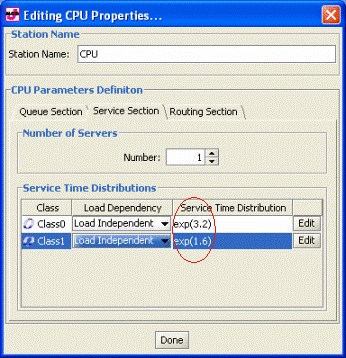 Editing CPU Properties...
Station Name
Station Name: CPU
CPU Parameters Definiton
Queue Section Service Section Routing Section
Number of Servers
Number: 1
Service Time Distributions
Class Load Dependency Service Time Distribution
Class0 Load Independent exp(3.2) Edit
Class1 Load Independent exp(1.6) Edit
Done